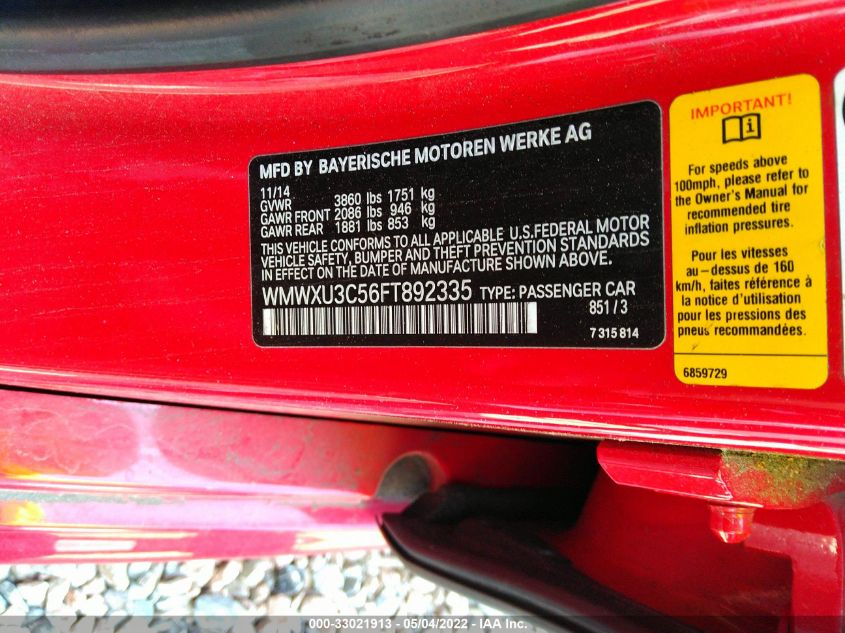 MFD BY BAYERISCHE MOTOREN WERKE AG
11/14
GVWR 3860 lbs 1751 kg
GAWR FRONT 2086 lbs 946 kg
GAWR REAR 1881 lbs 853 kg
THIS VEHICLE CONFORMS TO ALL APPLICABLE U.S.FEDERAL MOTOR
VEHICLE SAFETY, BUMPER AND THEFT PREVENTION STANDARDS
IN EFFECT ON THE DATE OF MANUFACTURE SHOWN ABOVE.
WMWXU3C56FT892335 TYPE: PASSENGER CAR
851/3
7 315 814
IMPORTANT!
For speeds above
100mph, please refer to
the Owner's Manual for
recommended tire
inflation pressures.
Pour les vitesses
au-dessus de 160
km/h, faites référence à
la notice d'utilisation
pour les pressions des
pneus recommandées.
6859729
000-33021913 - 05/04/2022 - IAA Inc.